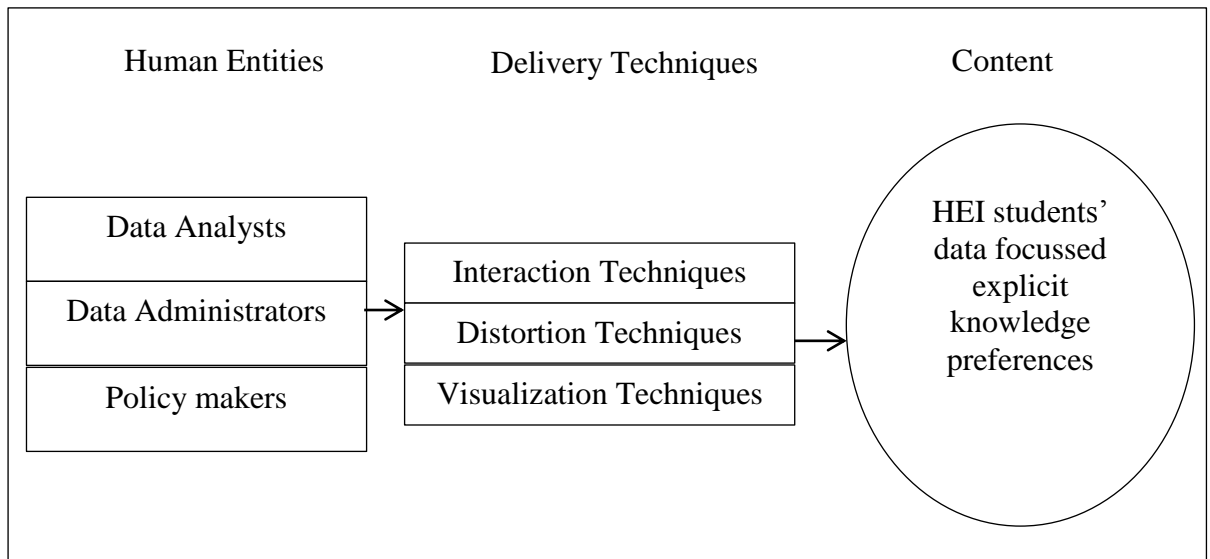 Human Entities
Delivery Techniques
Content
Data Analysts
Data Administrators
Policy makers
Interaction Techniques
Distortion Techniques
Visualization Techniques
HEI students’
data focussed
explicit
knowledge
preferences